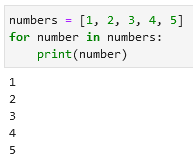 numbers = [1, 2, 3, 4, 5]
for number in numbers:
    print(number)
1
2
3
4
5